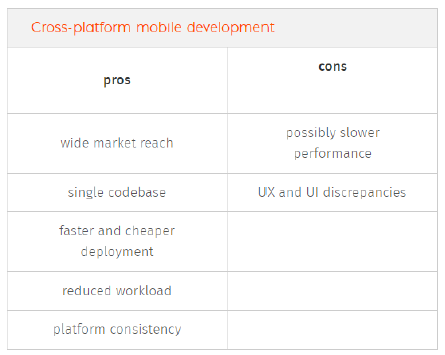 Cross-platform mobile development
pros
cons
wide market reach
possibly slower
performance
single codebase
UX and UI discrepancies
faster and cheaper
deployment
reduced workload
platform consistency